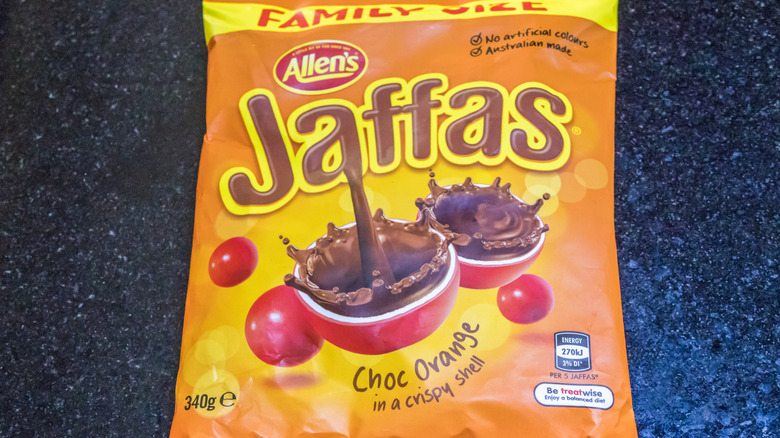 FAMILY SIZE
No artificial colours
Australian made
Allen's
Jaffas®
Choc Orange
in a crispy shell
340g e
ENERGY
270kJ
3% DI*
PER 5 JAFFAS*
Be treatwise
Enjoy a balanced diet